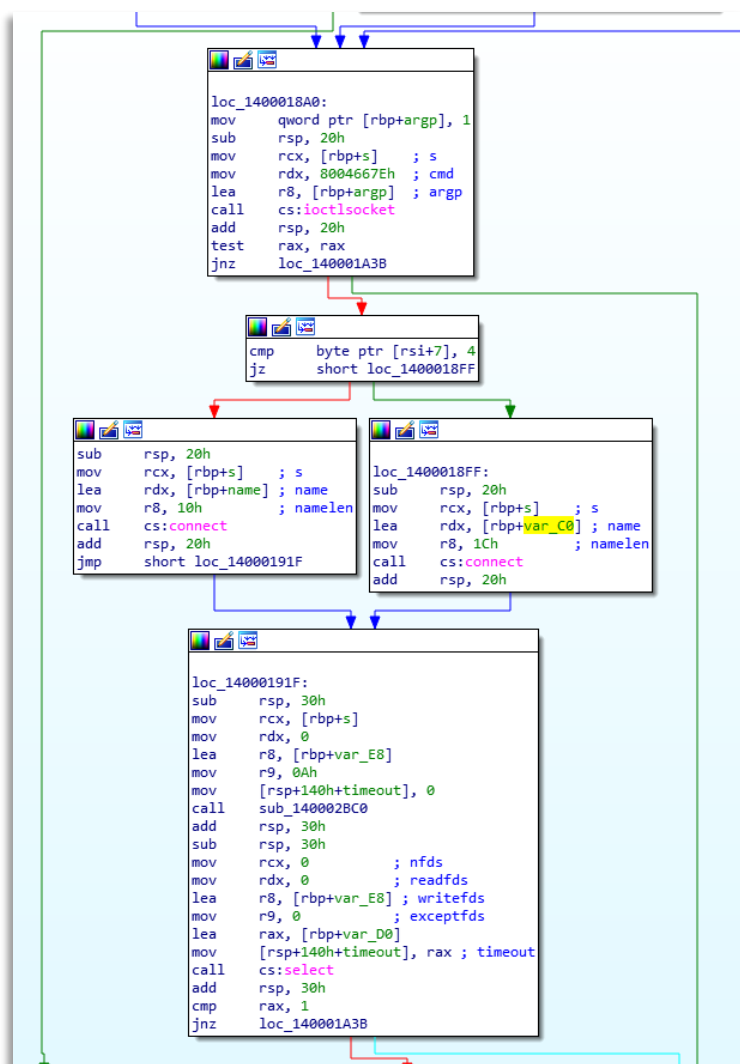 loc_1400018A0:
mov qword ptr [rbp+argp], 1
sub rsp, 20h
mov rcx, [rbp+s] ; s
mov rdx, 8004667Eh ; cmd
lea r8, [rbp+argp] ; argp
call cs:ioctlsocket
add rsp, 20h
test rax, rax
jnz loc_140001A3B
cmp byte ptr [rsi+7], 4
jz short loc_1400018FF
sub rsp, 20h
mov rcx, [rbp+s] ; s
lea rdx, [rbp+name] ; name
mov r8, 10h ; namelen
call cs:connect
add rsp, 20h
jmp short loc_14000191F
loc_1400018FF:
sub rsp, 20h
mov rcx, [rbp+s] ; s
lea rdx, [rbp+var_C0] ; name
mov r8, 1Ch ; namelen
call cs:connect
add rsp, 20h
loc_14000191F:
sub rsp, 30h
mov rcx, [rbp+s]
mov rdx, 0
lea r8, [rbp+var_E8]
mov r9, 0Ah
mov [rsp+140h+timeout], 0
call sub_140002BC0
add rsp, 30h
sub rsp, 30h
mov rcx, 0 ; nfds
mov rdx, 0 ; readfds
lea r8, [rbp+var_E8] ; writefds
mov r9, 0 ; exceptfds
lea rax, [rbp+var_D0]
mov [rsp+140h+timeout], rax ; timeout
call cs:select
add rsp, 30h
cmp rax, 1
jnz loc_140001A3B